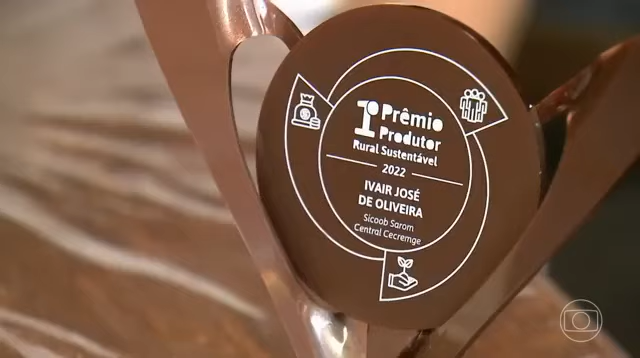 1º Prêmio
Produtor
Rural Sustentável
2022
IVAIR JOSÉ
DE OLIVEIRA
Sicoob Sarom
Central Cecremge